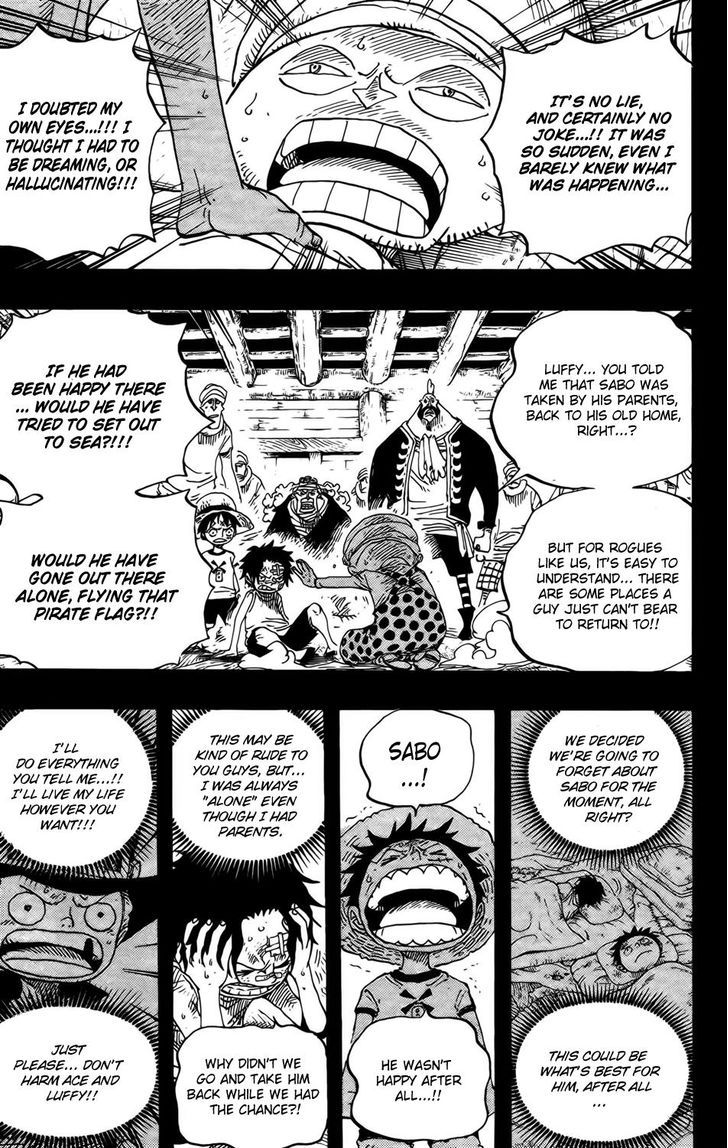 IT'S NO LIE,
AND CERTAINLY NO
JOKE...!! IT WAS
SO SUDDEN, EVEN I
BARELY KNEW WHAT
WAS HAPPENING...
I DOUBTED MY
OWN EYES...!!! I
THOUGHT I HAD TO
BE DREAMING, OR
HALLUCINATING!!!
LUFFY... YOU TOLD
ME THAT SABO WAS
TAKEN BY HIS PARENTS,
BACK TO HIS OLD HOME,
RIGHT...?
BUT FOR ROGUES
LIKE US, IT'S EASY TO
UNDERSTAND... THERE
ARE SOME PLACES A
GUY JUST CAN'T BEAR
TO RETURN TO!!
IF HE HAD
BEEN HAPPY THERE
... WOULD HE HAVE
TRIED TO SET OUT
TO SEA?!!!
WOULD HE HAVE
GONE OUT THERE
ALONE, FLYING THAT
PIRATE FLAG?!!
WE DECIDED
WE'RE GOING TO
FORGET ABOUT
SABO FOR THE
MOMENT, ALL
RIGHT?
THIS COULD BE
WHAT'S BEST FOR
HIM, AFTER ALL
...
SABO
...!
HE WASN'T
HAPPY AFTER
ALL...!!
THIS MAY BE
KIND OF RUDE TO
YOU GUYS, BUT...
I WAS ALWAYS
"ALONE" EVEN
THOUGH I HAD
PARENTS.
WHY DIDN'T WE
GO AND TAKE HIM
BACK WHILE WE HAD
THE CHANCE?!
I'LL
DO EVERYTHING
YOU TELL ME...!!
I'LL LIVE MY LIFE
HOWEVER YOU
WANT!!!
JUST
PLEASE... DON'T
HARM ACE AND
LUFFY!!